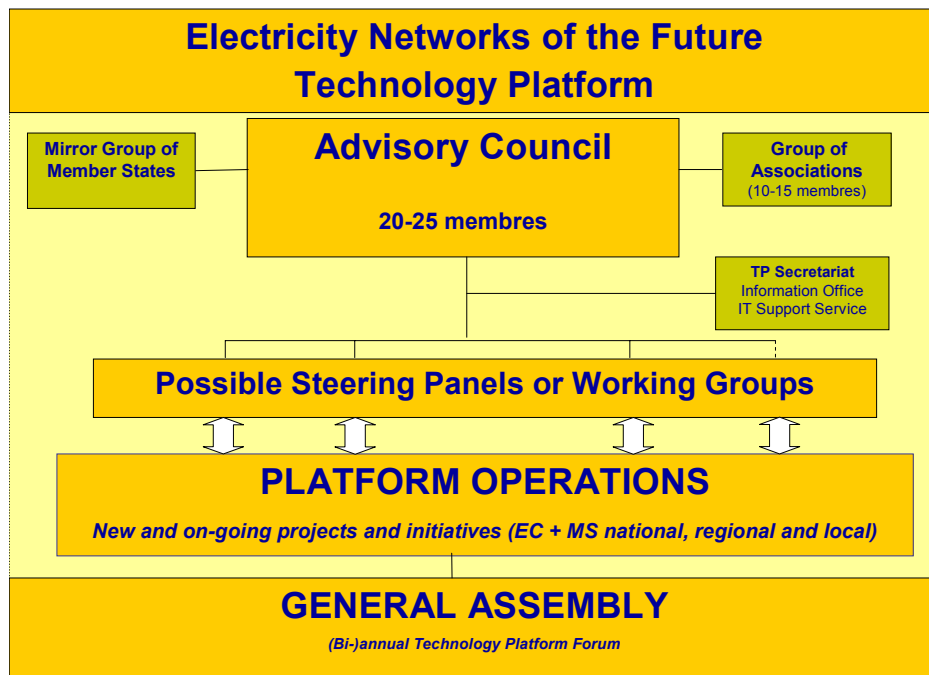 Electricity Networks of the Future
Technology Platform
Mirror Group of
Member States
Advisory Council
20-25 membres
Group of
Associations
(10-15 membres)
TP Secretariat
Information Office
IT Support Service
Possible Steering Panels or Working Groups
PLATFORM OPERATIONS
New and on-going projects and initiatives (EC + MS national, regional and local)
GENERAL ASSEMBLY
(Bi-)annual Technology Platform Forum